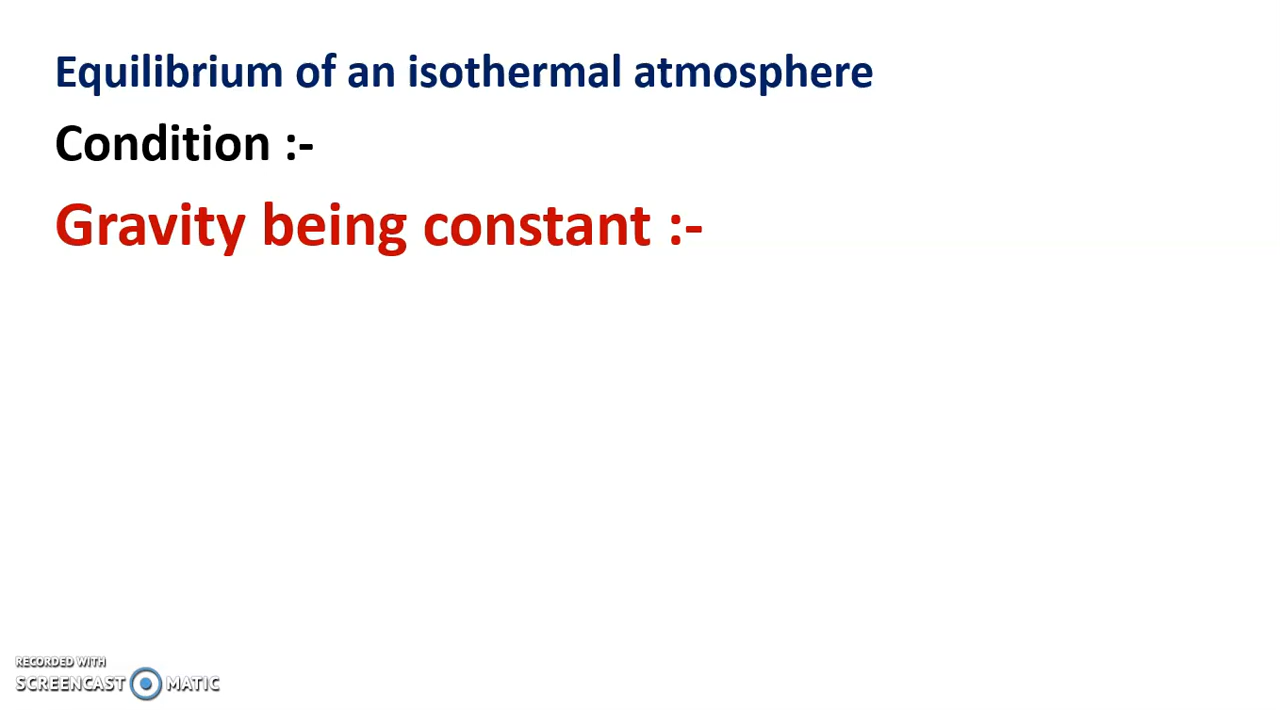 Equilibrium of an isothermal atmosphere
Condition :-
Gravity being constant :-
RECORDED WITH
SCREENCAST MATIC